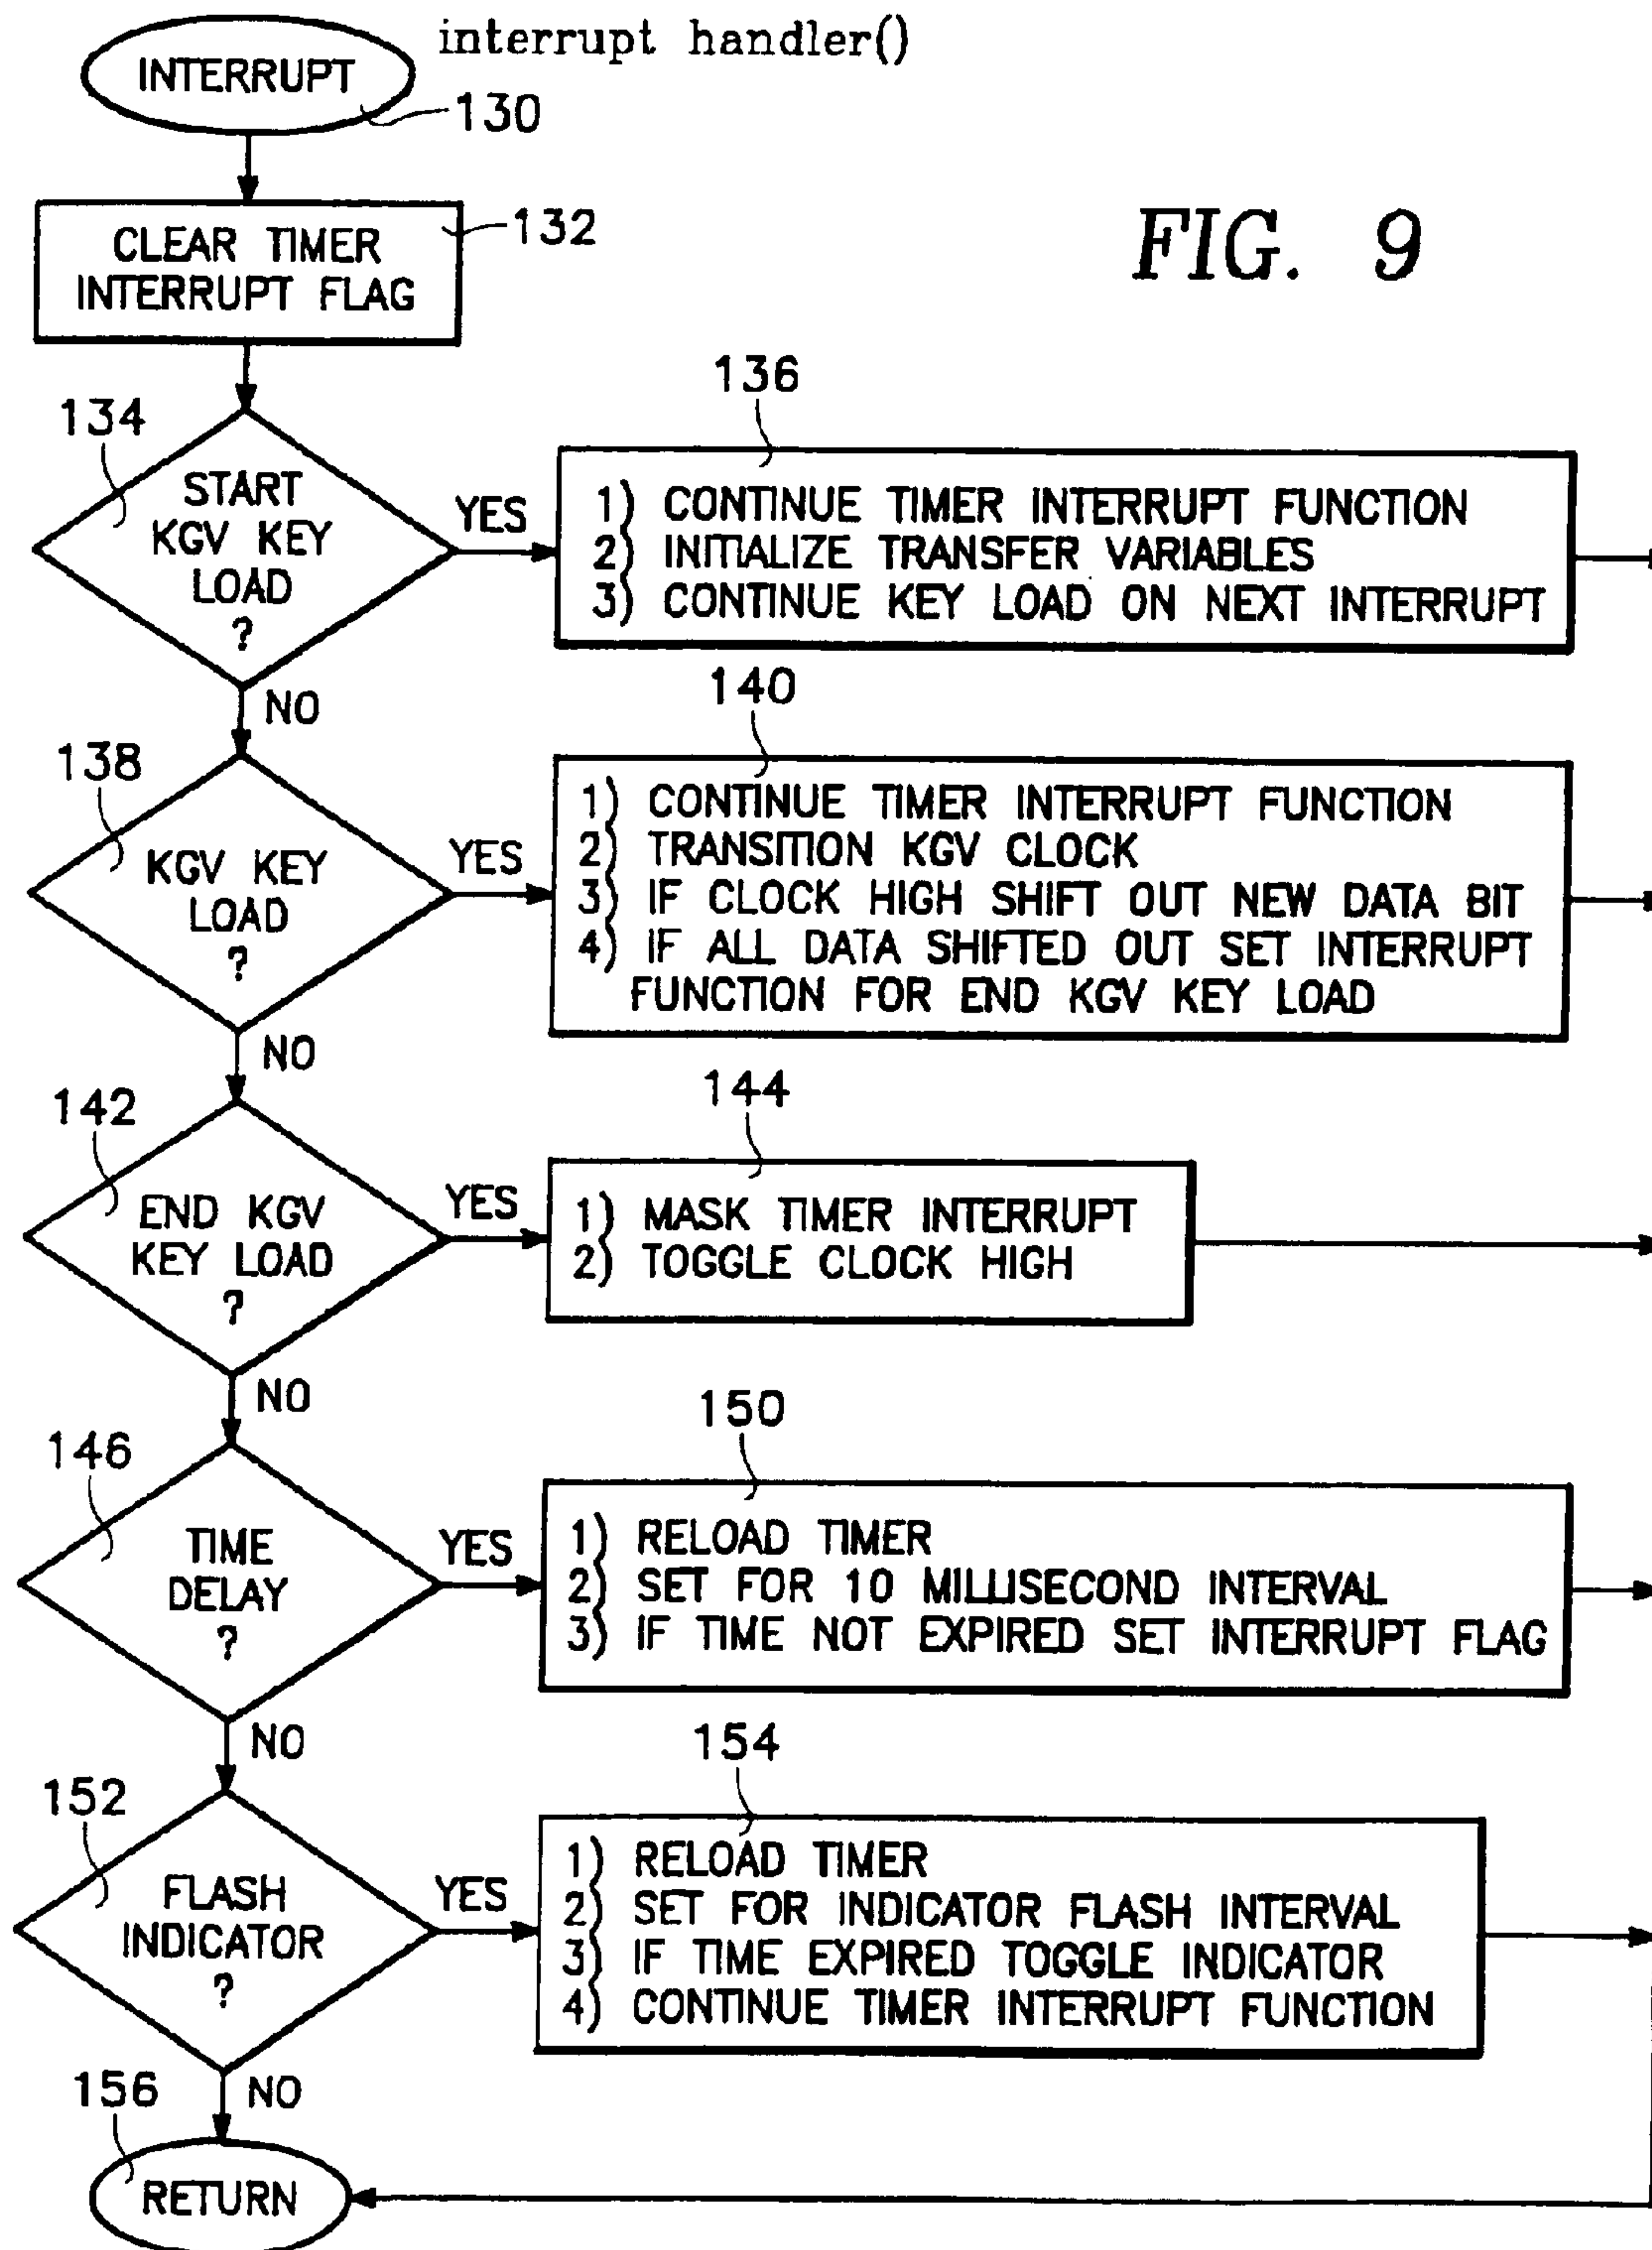 interrupt handler()
INTERRUPT
130
CLEAR TIMER
INTERRUPT FLAG
132
FIG. 9
134
START
KGV KEY
LOAD
?
YES
NO
136
1) CONTINUE TIMER INTERRUPT FUNCTION
2) INITIALIZE TRANSFER VARIABLES
3) CONTINUE KEY LOAD ON NEXT INTERRUPT
138
KGV KEY
LOAD
?
YES
NO
140
1) CONTINUE TIMER INTERRUPT FUNCTION
2) TRANSITION KGV CLOCK
3) IF CLOCK HIGH SHIFT OUT NEW DATA BIT
4) IF ALL DATA SHIFTED OUT SET INTERRUPT
FUNCTION FOR END KGV KEY LOAD
142
END KGV
KEY LOAD
?
YES
NO
144
1) MASK TIMER INTERRUPT
2) TOGGLE CLOCK HIGH
146
TIME
DELAY
?
YES
NO
150
1) RELOAD TIMER
2) SET FOR 10 MILLISECOND INTERVAL
3) IF TIME NOT EXPIRED SET INTERRUPT FLAG
152
FLASH
INDICATOR
?
YES
NO
154
1) RELOAD TIMER
2) SET FOR INDICATOR FLASH INTERVAL
3) IF TIME EXPIRED TOGGLE INDICATOR
4) CONTINUE TIMER INTERRUPT FUNCTION
156
RETURN